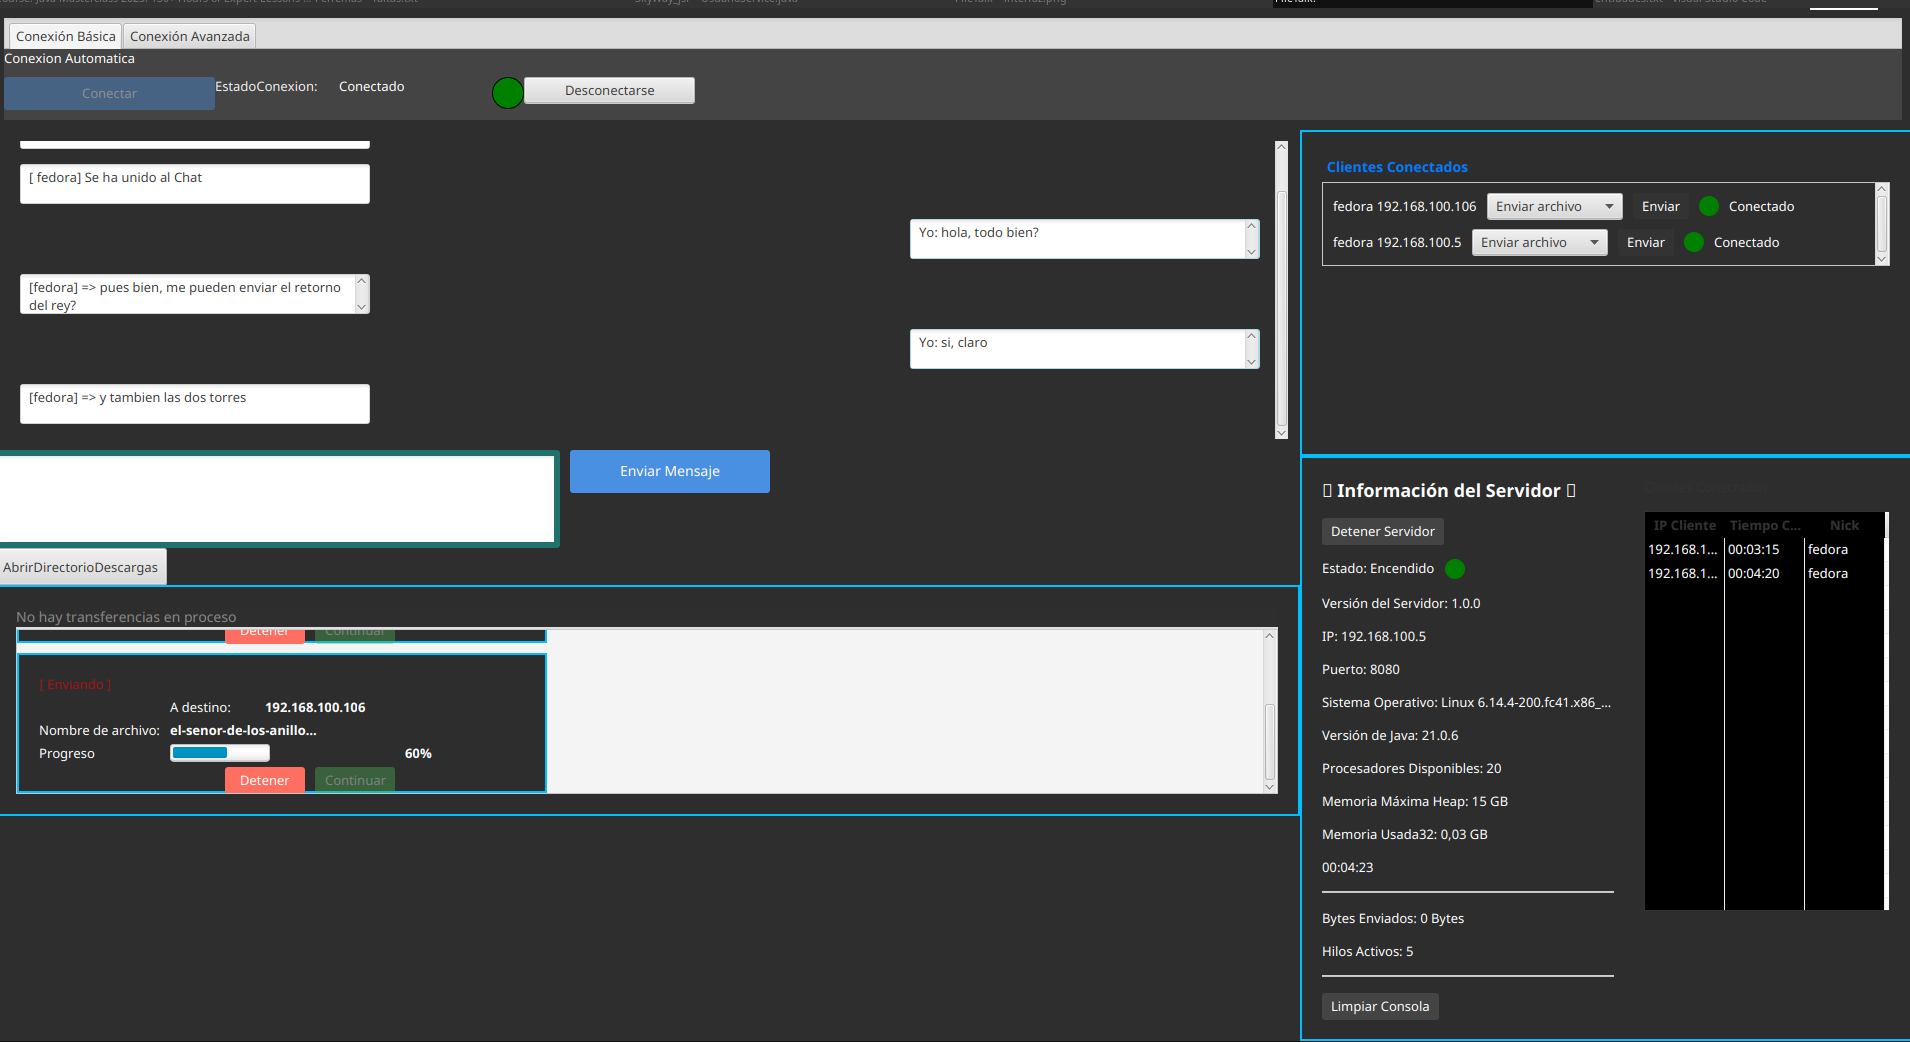 Conexión Básica
Conexión Avanzada
Conexion Automatica
Conectar
EstadoConexion:
Conectado
Desconectarse
[ fedora] Se ha unido al Chat
Yo: hola, todo bien?
[fedora] => pues bien, me pueden enviar el retorno
del rey?
Yo: si, claro
[fedora] => y tambien las dos torres
Enviar Mensaje
AbrirDirectorioDescargas
No hay transferencias en proceso
Detener
Continuar
[ Enviando ]
A destino:
192.168.100.106
Nombre de archivo:
el-senor-de-los-anillo...
Progreso
60%
Detener
Continuar
Clientes Conectados
fedora 192.168.100.106
Enviar archivo
Enviar
Conectado
fedora 192.168.100.5
Enviar archivo
Enviar
Conectado
Información del Servidor
Detener Servidor
Estado: Encendido
Versión del Servidor: 1.0.0
IP: 192.168.100.5
Puerto: 8080
Sistema Operativo: Linux 6.14.4-200.fc41.x86_...
Versión de Java: 21.0.6
Procesadores Disponibles: 20
Memoria Máxima Heap: 15 GB
Memoria Usada32: 0,03 GB
00:04:23
Bytes Enviados: 0 Bytes
Hilos Activos: 5
Limpiar Consola
IP Cliente
Tiempo C...
Nick
192.168.1...
00:03:15
fedora
192.168.1...
00:04:20
fedora